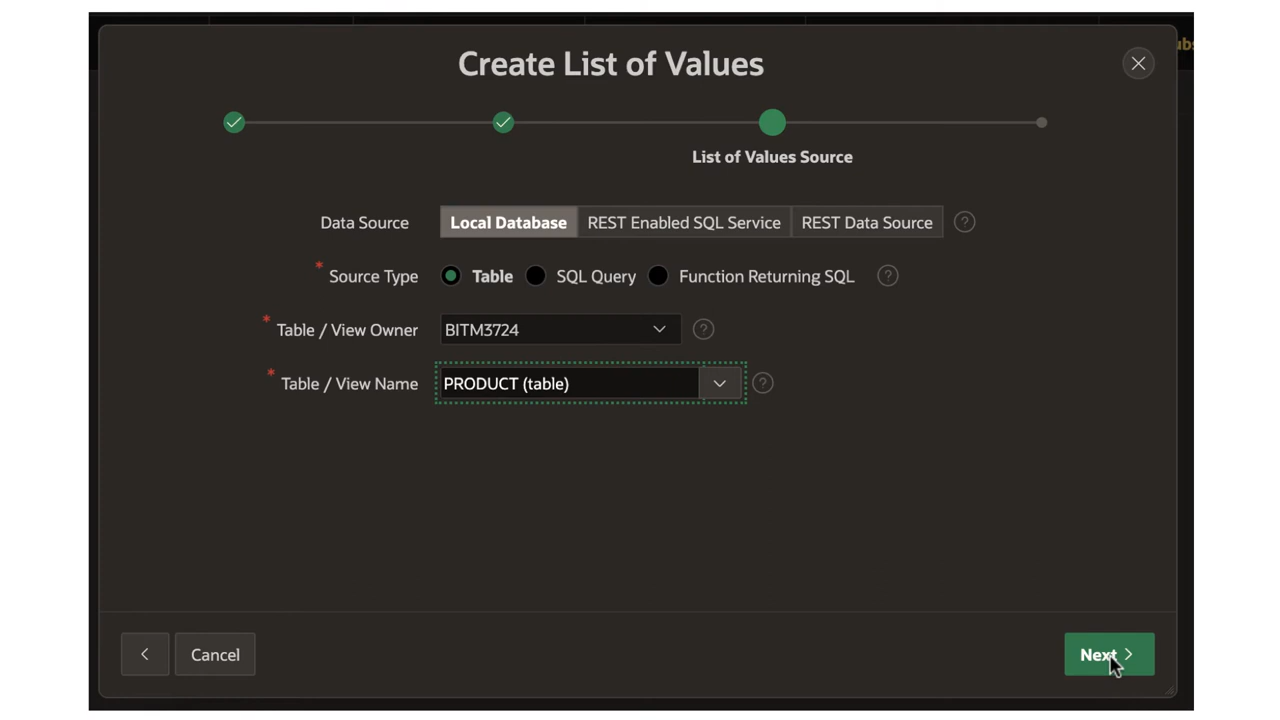 Create List of Values
List of Values Source
Data Source Local Database REST Enabled SQL Service REST Data Source ?
* Source Type Table SQL Query Function Returning SQL ?
* Table / View Owner BITM3724 ?
* Table / View Name PRODUCT (table) ?
Cancel Next